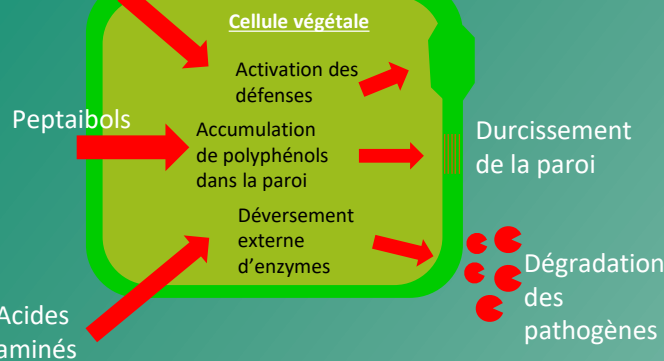 Cellule végétale
Activation des
défenses
Peptaibols
Accumulation
de polyphénols
dans la paroi
Durcissement
de la paroi
Déversement
externe
d'enzymes
Dégradation
des
pathogènes
Acides
aminés